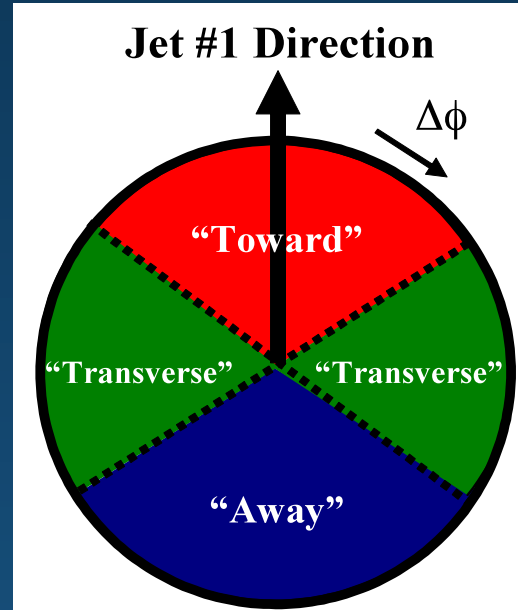 Jet #1 Direction
Δϕ
“Toward”
“Transverse” “Transverse”
“Away”